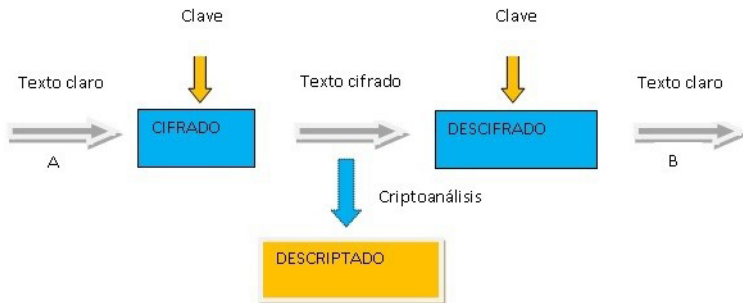 Clave
Clave
Texto claro
Texto cifrado
Texto claro
CIFRADO
DESCIFRADO
A
B
Criptoanálisis
DESCRIPTADO